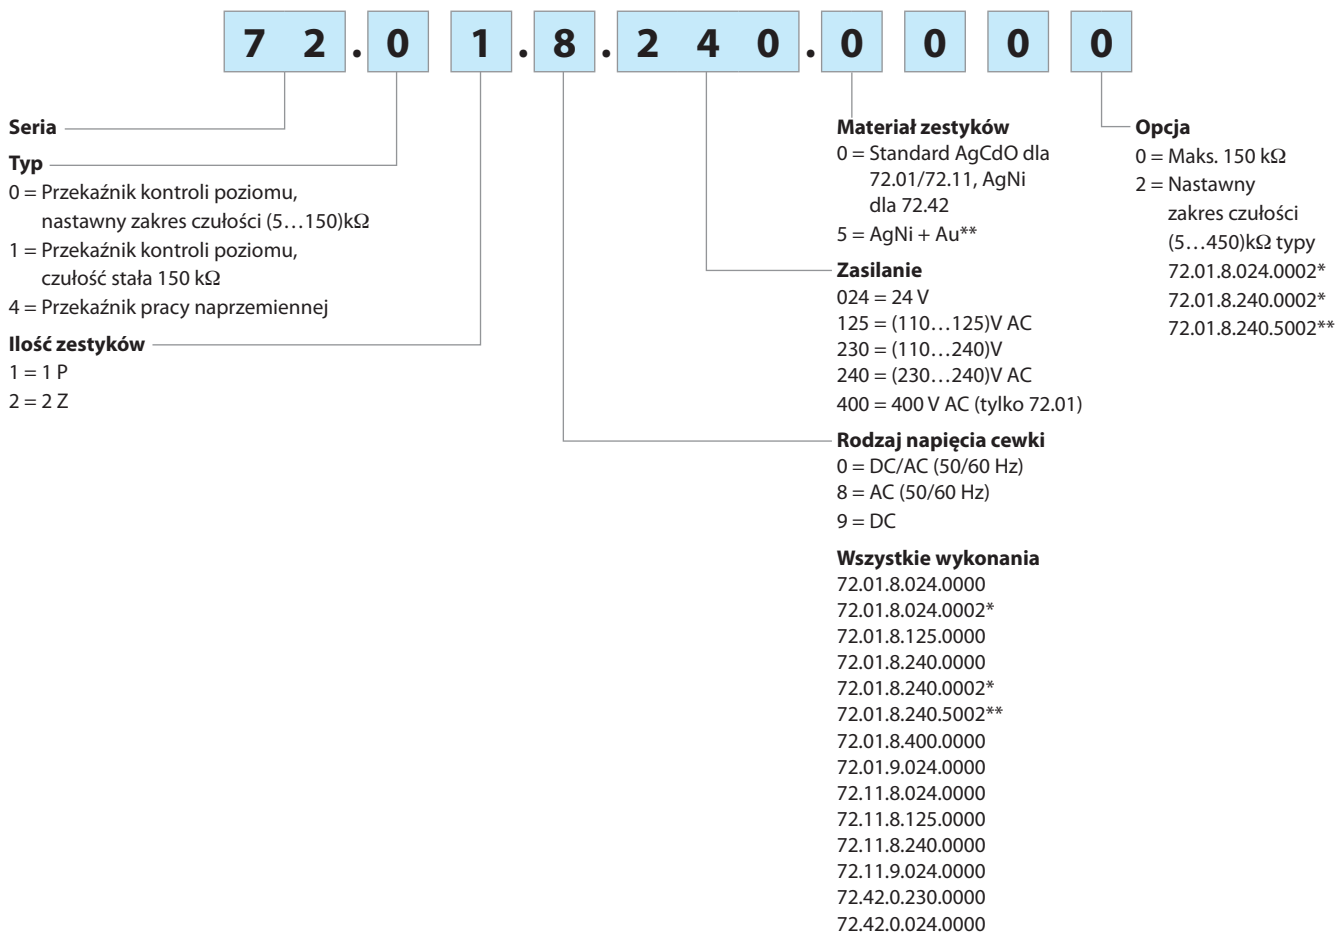 7 2 . 0 1 . 8 . 2 4 0 . 0 0 0 0
Seria
Typ
0 = Przekaźnik kontroli poziomu,
nastawny zakres czułości (5…150)kΩ
1 = Przekaźnik kontroli poziomu,
czułość stała 150 kΩ
4 = Przekaźnik pracy naprzemiennej
Ilość zestyków
1 = 1 P
2 = 2 Z
Materiał zestyków
0 = Standard AgCdO dla
72.01/72.11, AgNi
dla 72.42
5 = AgNi + Au**
Zasilanie
024 = 24 V
125 = (110…125)V AC
230 = (110…240)V
240 = (230…240)V AC
400 = 400 V AC (tylko 72.01)
Rodzaj napięcia cewki
0 = DC/AC (50/60 Hz)
8 = AC (50/60 Hz)
9 = DC
Wszystkie wykonania
72.01.8.024.0000
72.01.8.024.0002*
72.01.8.125.0000
72.01.8.240.0000
72.01.8.240.0002*
72.01.8.240.5002**
72.01.8.400.0000
72.01.9.024.0000
72.11.8.024.0000
72.11.8.125.0000
72.11.8.240.0000
72.11.9.024.0000
72.42.0.230.0000
72.42.0.024.0000
Opcja
0 = Maks. 150 kΩ
2 = Nastawny
zakres czułości
(5…450)kΩ typy
72.01.8.024.0002*
72.01.8.240.0002*
72.01.8.240.5002**